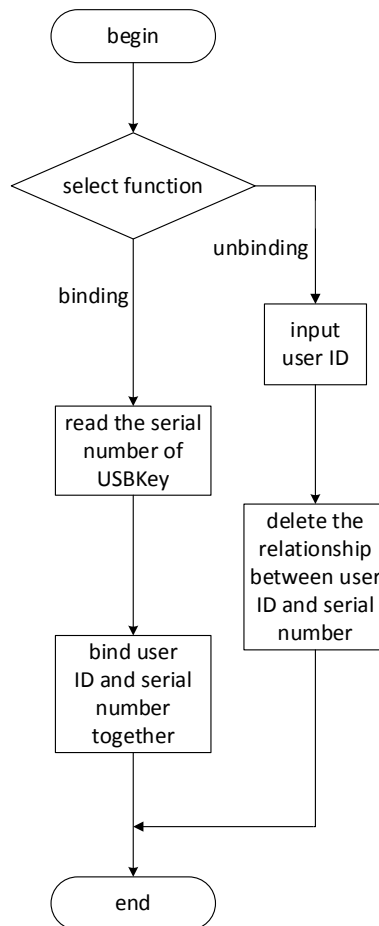 begin
select function
unbinding
binding
input
user ID
read the serial
number of
USBKey
delete the
relationship
between user
ID and serial
number
bind user
ID and serial
number
together
end